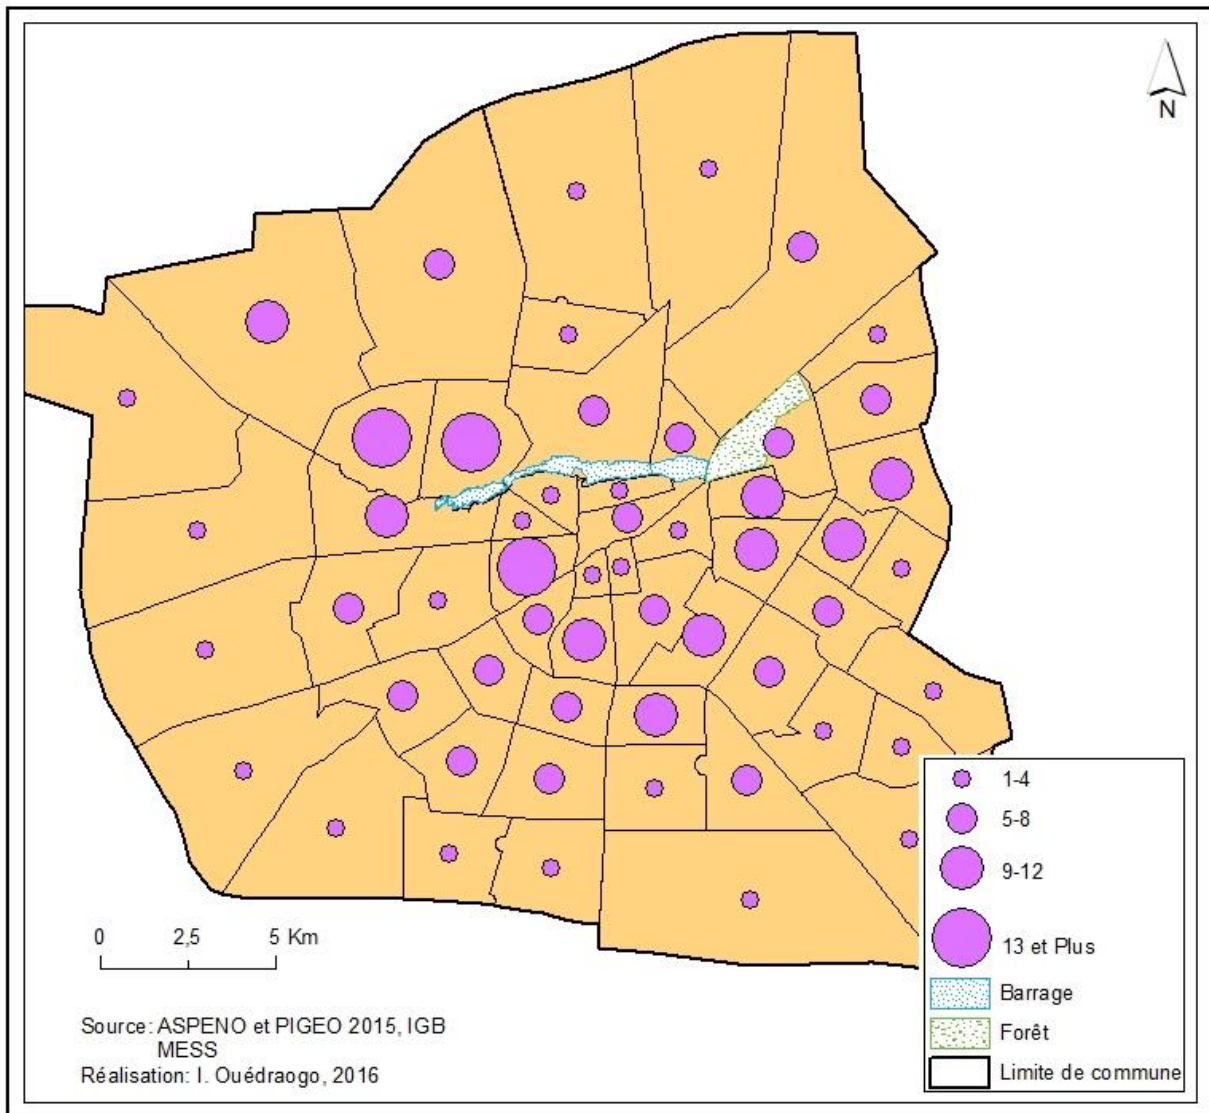 N
1-4
5-8
9-12
13 et Plus
Barrage
Forêt
Limite de commune
0 2,5 5 Km
Source: ASPENO et PIGEO 2015, IGB
MESS
Réalisation: I. Ouédraogo, 2016